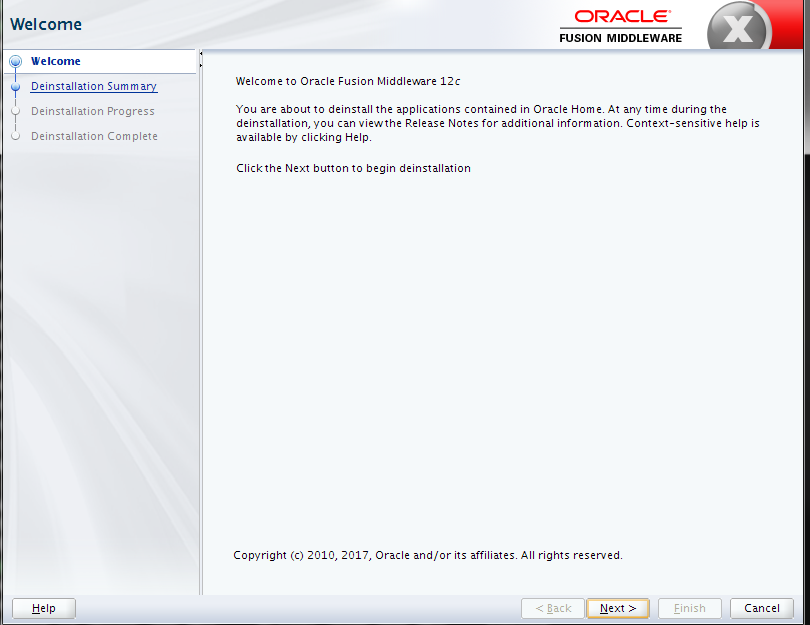 Welcome
ORACLE®
FUSION MIDDLEWARE
X
Welcome
Deinstallation Summary
Deinstallation Progress
Deinstallation Complete
Welcome to Oracle Fusion Middleware 12c
You are about to deinstall the applications contained in Oracle Home. At any time during the
deinstallation, you can view the Release Notes for additional information. Context-sensitive help is
available by clicking Help.
Click the Next button to begin deinstallation
Copyright (c) 2010, 2017, Oracle and/or its affiliates. All rights reserved.
Help
< Back
Next >
Finish
Cancel